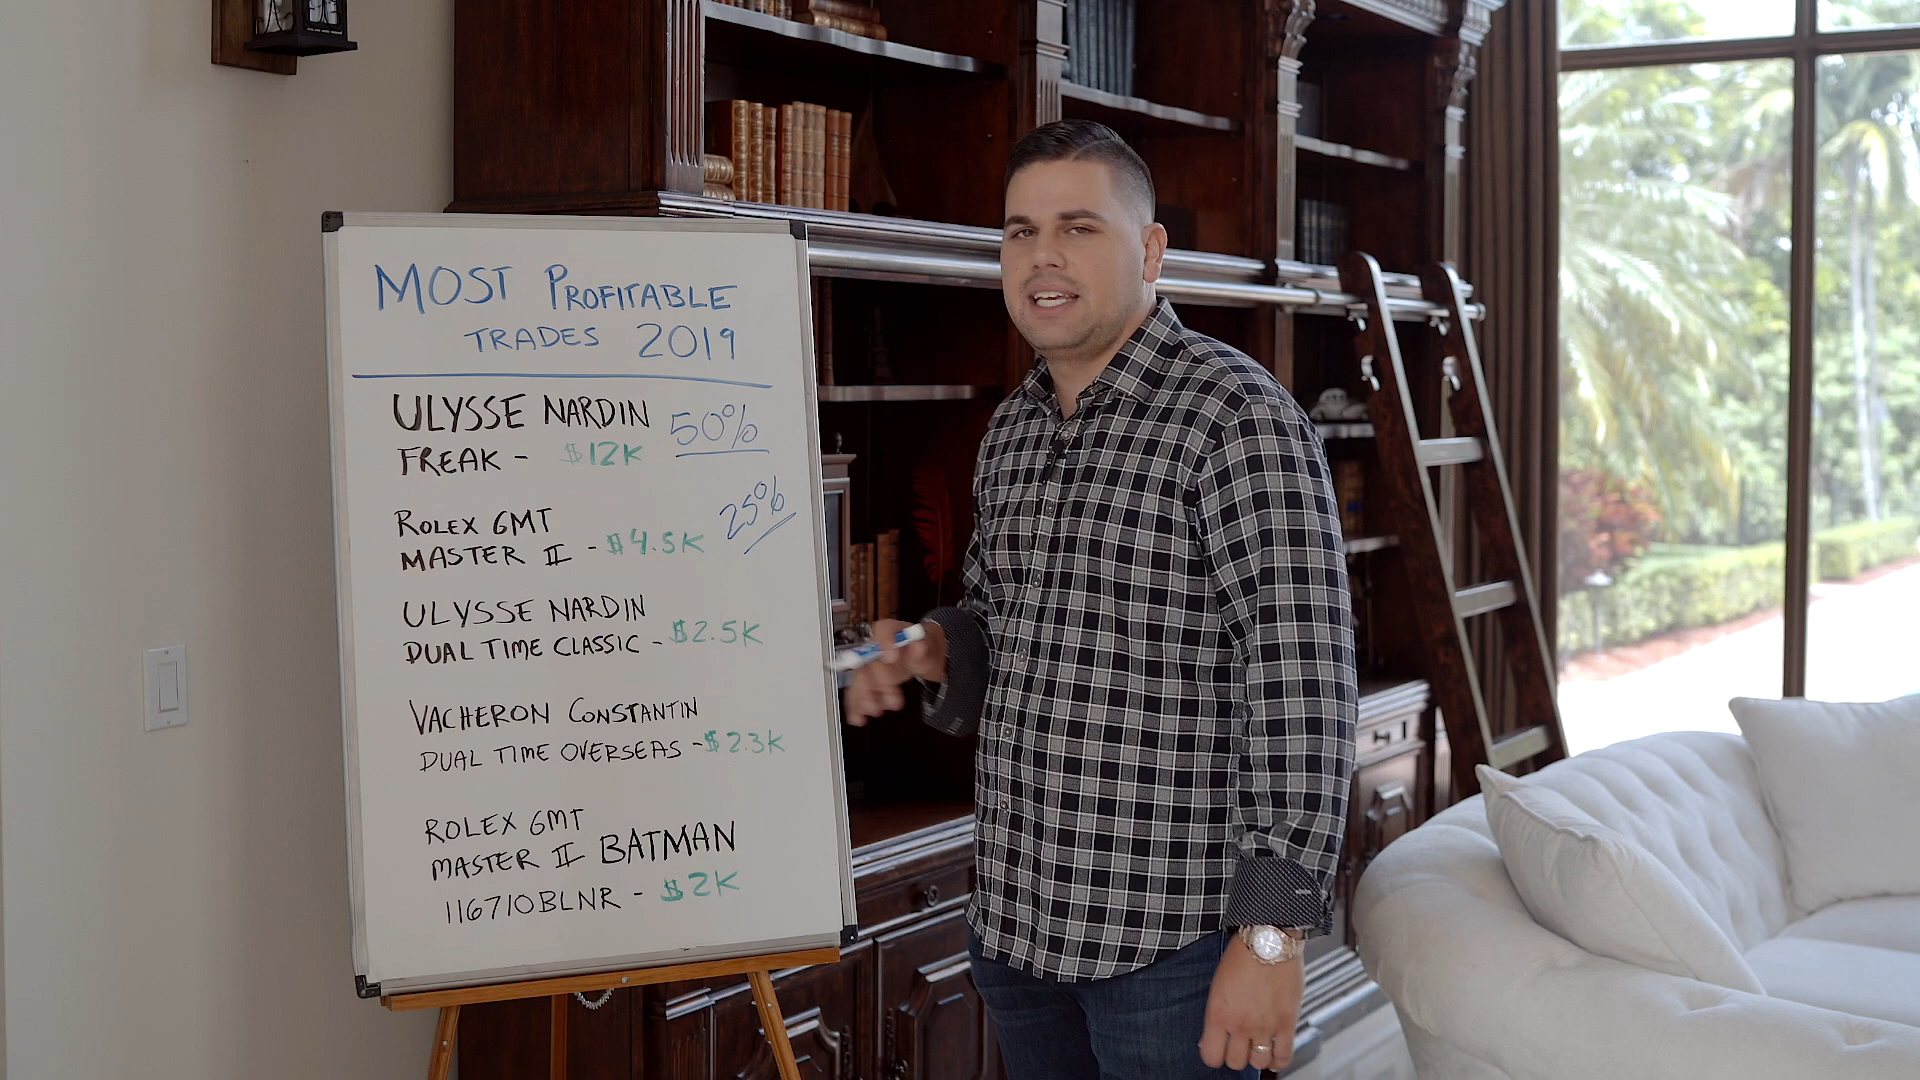 MOST PROFITABLE
TRADES 2019
ULYSSE NARDIN 50%
FREAK - $12K
ROLEX GMT 25%
MASTER II - $4.5K
ULYSSE NARDIN
DUAL TIME CLASSIC - $2.5K
VACHERON CONSTANTIN
DUAL TIME OVERSEAS - $2.3K
ROLEX GMT
MASTER II BATMAN
116710BLNR - $2K